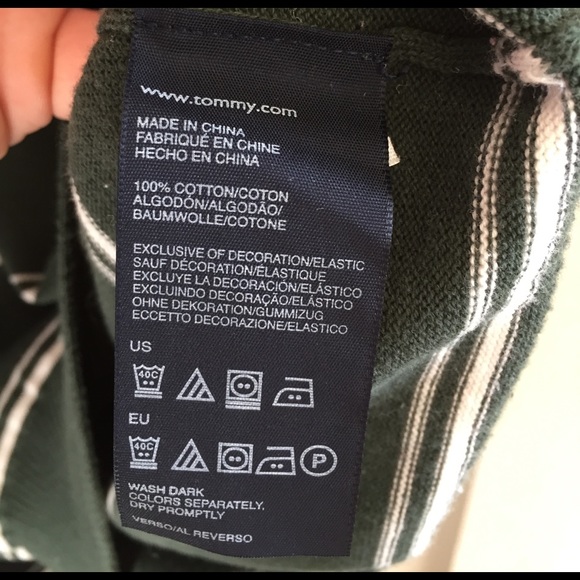 www.tommy.com
MADE IN CHINA
FABRIQUÉ EN CHINE
HECHO EN CHINA
100% COTTON/COTON
ALGODÓN/ALGODÃO/
BAUMWOLLE/COTONE
EXCLUSIVE OF DECORATION/ELASTIC
SAUF DÉCORATION/ÉLASTIQUE
EXCLUYE LA DECORACIÓN/ELÁSTICO
EXCLUINDO DECORAÇÃO/ELÁSTICO
OHNE DEKORATION/GUMMIZUG
ECCETTO DECORAZIONE/ELASTICO
US
40C
EU
40C P
WASH DARK
COLORS SEPARATELY.
DRY PROMPTLY
VERSO/AL REVERSO